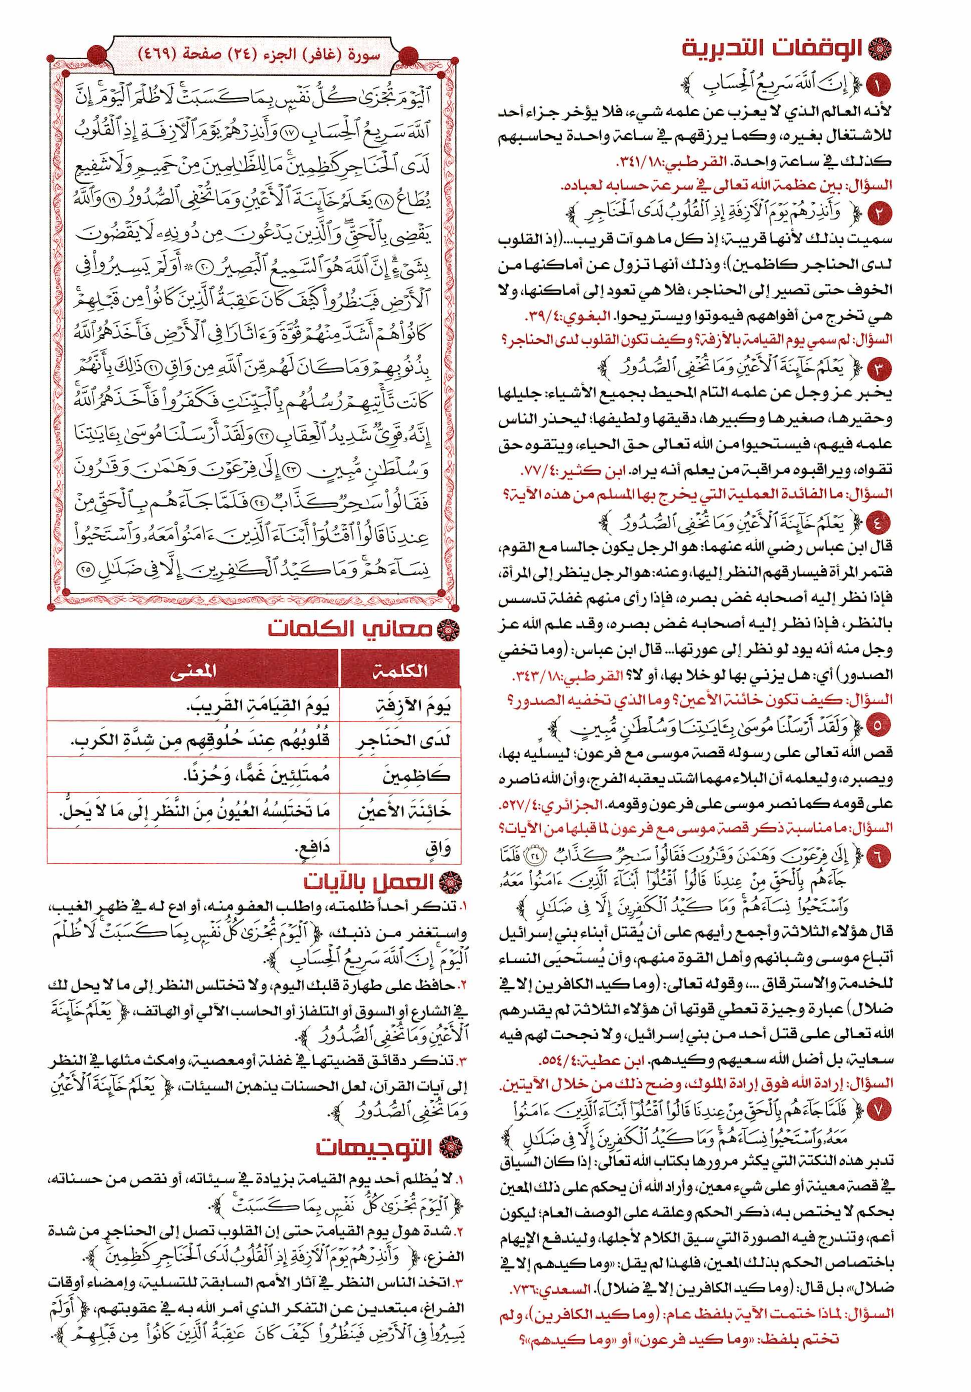 الوقفات التدبرية
١ ﴿ إِنَّ ٱللَّهَ سَرِيعُ ٱلْحِسَابِ ﴾
لأنه العالم الذي لا يعزب عن علمه شيء، فلا يؤخر جزاء أحد
للاشتغال بغيره، وكما يرزقهم في ساعة واحدة يحاسبهم
كذلك في ساعة واحدة. القرطبي:٣٤١/١٨.
السؤال: بين عظمة الله تعالى في سرعة حسابه لعباده.
٢ ﴿ وَأَنذِرْهُمْ يَوْمَ ٱلْءَازِفَةِ إِذِ ٱلْقُلُوبُ لَدَى ٱلْحَنَاجِرِ ﴾
سميت بذلك لأنها قريبة؛ إذ كل ما هو آت قريب...(إذ القلوب
لدى الحناجر كاظمين)؛ وذلك أنها تزول عن أماكنها من
الخوف حتى تصير إلى الحناجر، فلا هي تعود إلى أماكنها، ولا
هي تخرج من أفواههم فيموتوا ويستريحوا. البغوي:٣٩/٤.
السؤال: لم سمي يوم القيامة بالآزفة؟ وكيف تكون القلوب لدى الحناجر؟
٣ ﴿ يَعْلَمُ خَآئِنَةَ ٱلْأَعْيُنِ وَمَا تُخْفِى ٱلصُّدُورُ ﴾
يخبر عز وجل عن علمه التام المحيط بجميع الأشياء: جليلها
وحقيرها، صغيرها وكبيرها، دقيقها ولطيفها؛ ليحذر الناس
علمه فيهم، فيستحيوا من الله تعالى حق الحياء، ويتقوه حق
تقواه، ويراقبوه مراقبة من يعلم أنه يراه. ابن كثير:٧٧/٤.
السؤال: ما الفائدة العملية التي يخرج بها المسلم من هذه الآية؟
٤ ﴿ يَعْلَمُ خَآئِنَةَ ٱلْأَعْيُنِ وَمَا تُخْفِى ٱلصُّدُورُ ﴾
قال ابن عباس رضي الله عنهما: هو الرجل يكون جالسا مع القوم،
فتمر المرأة فيسارقهم النظر إليها، وعنه: هو الرجل ينظر إلى المرأة،
فإذا نظر إليه أصحابه غض بصره، فإذا رأى منهم غفلة تدسس
بالنظر، فإذا نظر إليه أصحابه غض بصره، وقد علم الله عز
وجل منه أنه يود لو نظر إلى عورتها... قال ابن عباس: (وما تخفي
الصدور) أي: هل يزني بها لو خلا بها، أو لا؟ القرطبي:٣٤٣/١٨.
السؤال: كيف تكون خائنة الأعين؟ وما الذي تخفيه الصدور؟
٥ ﴿ وَلَقَدْ أَرْسَلْنَا مُوسَىٰ بِـَٔايَٰتِنَا وَسُلْطَٰنٍ مُّبِينٍ ﴾
قص الله تعالى على رسوله قصة موسى مع فرعون؛ ليسليه بها،
ويصبره، وليعلمه أن البلاء مهما اشتد يعقبه الفرج، وأن الله ناصره
على قومه كما نصر موسى على فرعون وقومه. الجزائري:٥٢٧/٤.
السؤال: ما مناسبة ذكر قصة موسى مع فرعون لما قبلها من الآيات؟
٦ ﴿ إِلَىٰ فِرْعَوْنَ وَهَٰمَٰنَ وَقَٰرُونَ فَقَالُوا۟ سَٰحِرٌ كَذَّابٌ ۝٢٤ فَلَمَّا
جَآءَهُم بِٱلْحَقِّ مِنْ عِندِنَا قَالُوا۟ ٱقْتُلُوٓا۟ أَبْنَآءَ ٱلَّذِينَ ءَامَنُوا۟ مَعَهُۥ
وَٱسْتَحْيُوا۟ نِسَآءَهُمْ ۚ وَمَا كَيْدُ ٱلْكَٰفِرِينَ إِلَّا فِى ضَلَٰلٍ ﴾
قال هؤلاء الثلاثة وأجمع رأيهم على أن يُقتل أبناء بني إسرائيل
أتباع موسى وشبانهم وأهل القوة منهم، وأن يُستَحيَى النساء
للخدمة والاسترقاق ...، وقوله تعالى: (وما كيد الكافرين إلا في
ضلال) عبارة وجيزة تعطي قوتها أن هؤلاء الثلاثة لم يقدرهم
الله تعالى على قتل أحد من بني إسرائيل، ولا نجحت لهم فيه
سعاية، بل أضل الله سعيهم وكيدهم. ابن عطية:٥٥٤/٤.
السؤال: إرادة الله فوق إرادة الملوك، وضح ذلك من خلال الآيتين.
٧ ﴿ فَلَمَّا جَآءَهُم بِٱلْحَقِّ مِنْ عِندِنَا قَالُوا۟ ٱقْتُلُوٓا۟ أَبْنَآءَ ٱلَّذِينَ ءَامَنُوا۟
مَعَهُۥ وَٱسْتَحْيُوا۟ نِسَآءَهُمْ ۚ وَمَا كَيْدُ ٱلْكَٰفِرِينَ إِلَّا فِى ضَلَٰلٍ ﴾
تدبر هذه النكتة التي يكثر مرورها بكتاب الله تعالى: إذا كان السياق
في قصة معينة أو على شيء معين، وأراد الله أن يحكم على ذلك المعين
بحكم لا يختص به، ذكر الحكم وعلقه على الوصف العام؛ ليكون
أعم، وتندرج فيه الصورة التي سيق الكلام لأجلها، وليندفع الإيهام
باختصاص الحكم بذلك المعين، فلهذا لم يقل: «وما كيدهم إلا في
ضلال»، بل قال: (وما كيد الكافرين إلا في ضلال). السعدي:٧٣٦.
السؤال: لماذا ختمت الآية بلفظ عام: (وما كيد الكافرين)، ولم
تختم بلفظ: «وما كيد فرعون» أو «وما كيدهم»؟
سورة (غافر) الجزء (٢٤) صفحة (٤٦٩)
ٱلْيَوْمَ تُجْزَىٰ كُلُّ نَفْسٍۭ بِمَا كَسَبَتْ ۚ لَا ظُلْمَ ٱلْيَوْمَ ۚ إِنَّ
ٱللَّهَ سَرِيعُ ٱلْحِسَابِ ١٧ وَأَنذِرْهُمْ يَوْمَ ٱلْءَازِفَةِ إِذِ ٱلْقُلُوبُ
لَدَى ٱلْحَنَاجِرِ كَٰظِمِينَ ۚ مَا لِلظَّٰلِمِينَ مِنْ حَمِيمٍ وَلَا شَفِيعٍ
يُطَاعُ ١٨ يَعْلَمُ خَآئِنَةَ ٱلْأَعْيُنِ وَمَا تُخْفِى ٱلصُّدُورُ ١٩ وَٱللَّهُ
يَقْضِى بِٱلْحَقِّ ۖ وَٱلَّذِينَ يَدْعُونَ مِن دُونِهِۦ لَا يَقْضُونَ
بِشَىْءٍ ۗ إِنَّ ٱللَّهَ هُوَ ٱلسَّمِيعُ ٱلْبَصِيرُ ٢٠ ۞ أَوَلَمْ يَسِيرُوا۟ فِى
ٱلْأَرْضِ فَيَنظُرُوا۟ كَيْفَ كَانَ عَٰقِبَةُ ٱلَّذِينَ كَانُوا۟ مِن قَبْلِهِمْ ۚ
كَانُوا۟ هُمْ أَشَدَّ مِنْهُمْ قُوَّةً وَءَاثَارًا فِى ٱلْأَرْضِ فَأَخَذَهُمُ ٱللَّهُ
بِذُنُوبِهِمْ وَمَا كَانَ لَهُم مِّنَ ٱللَّهِ مِن وَاقٍ ٢١ ذَٰلِكَ بِأَنَّهُمْ
كَانَت تَّأْتِيهِمْ رُسُلُهُم بِٱلْبَيِّنَٰتِ فَكَفَرُوا۟ فَأَخَذَهُمُ ٱللَّهُ
إِنَّهُۥ قَوِىٌّ شَدِيدُ ٱلْعِقَابِ ٢٢ وَلَقَدْ أَرْسَلْنَا مُوسَىٰ بِـَٔايَٰتِنَا
وَسُلْطَٰنٍ مُّبِينٍ ٢٣ إِلَىٰ فِرْعَوْنَ وَهَٰمَٰنَ وَقَٰرُونَ
فَقَالُوا۟ سَٰحِرٌ كَذَّابٌ ٢٤ فَلَمَّا جَآءَهُم بِٱلْحَقِّ مِنْ
عِندِنَا قَالُوا۟ ٱقْتُلُوٓا۟ أَبْنَآءَ ٱلَّذِينَ ءَامَنُوا۟ مَعَهُۥ وَٱسْتَحْيُوا۟
نِسَآءَهُمْ ۚ وَمَا كَيْدُ ٱلْكَٰفِرِينَ إِلَّا فِى ضَلَٰلٍ ٢٥
معاني الكلمات
الكلمة المعنى
يَومَ الآزِفَةِ يَومَ القِيَامَةِ القَرِيبَ.
لَدَى الحَنَاجِرِ قُلُوبُهُم عِندَ حُلُوقِهِم مِن شِدَّةِ الكَربِ.
كَاظِمِينَ مُمتَلِئِينَ غَمًّا، وَحُزنًا.
خَائِنَةَ الأَعيُنِ مَا تَختَلِسُهُ العُيُونُ مِنَ النَّظَرِ إِلَى مَا لَا يَحِلُّ.
وَاقٍ دَافِعٍ.
العمل بالآيات
١. تذكر أحداً ظلمته، واطلب العفو منه، أو ادع له في ظهر الغيب،
واستغفر من ذنبك، ﴿ ٱلْيَوْمَ تُجْزَىٰ كُلُّ نَفْسٍۭ بِمَا كَسَبَتْ ۚ لَا ظُلْمَ
ٱلْيَوْمَ ۚ إِنَّ ٱللَّهَ سَرِيعُ ٱلْحِسَابِ ﴾.
٢. حافظ على طهارة قلبك اليوم، ولا تختلس النظر إلى ما لا يحل لك
في الشارع أو السوق أو التلفاز أو الحاسب الآلي أو الهاتف، ﴿ يَعْلَمُ خَآئِنَةَ
ٱلْأَعْيُنِ وَمَا تُخْفِى ٱلصُّدُورُ ﴾.
٣. تذكر دقائق قضيتها في غفلة أو معصية، وامكث مثلها في النظر
إلى آيات القرآن، لعل الحسنات يذهبن السيئات، ﴿ يَعْلَمُ خَآئِنَةَ ٱلْأَعْيُنِ
وَمَا تُخْفِى ٱلصُّدُورُ ﴾.
التوجيهات
١. لا يُظلم أحد يوم القيامة بزيادة في سيئاته، أو نقص من حسناته،
﴿ ٱلْيَوْمَ تُجْزَىٰ كُلُّ نَفْسٍۭ بِمَا كَسَبَتْ ﴾.
٢. شدة هول يوم القيامة حتى إن القلوب تصل إلى الحناجر من شدة
الفزع، ﴿ وَأَنذِرْهُمْ يَوْمَ ٱلْءَازِفَةِ إِذِ ٱلْقُلُوبُ لَدَى ٱلْحَنَاجِرِ كَٰظِمِينَ ﴾.
٣. اتخذ الناس النظر في آثار الأمم السابقة للتسلية، وإمضاء أوقات
الفراغ، مبتعدين عن التفكر الذي أمر الله به في عقوبتهم، ﴿ أَوَلَمْ
يَسِيرُوا۟ فِى ٱلْأَرْضِ فَيَنظُرُوا۟ كَيْفَ كَانَ عَٰقِبَةُ ٱلَّذِينَ كَانُوا۟ مِن قَبْلِهِمْ ﴾.